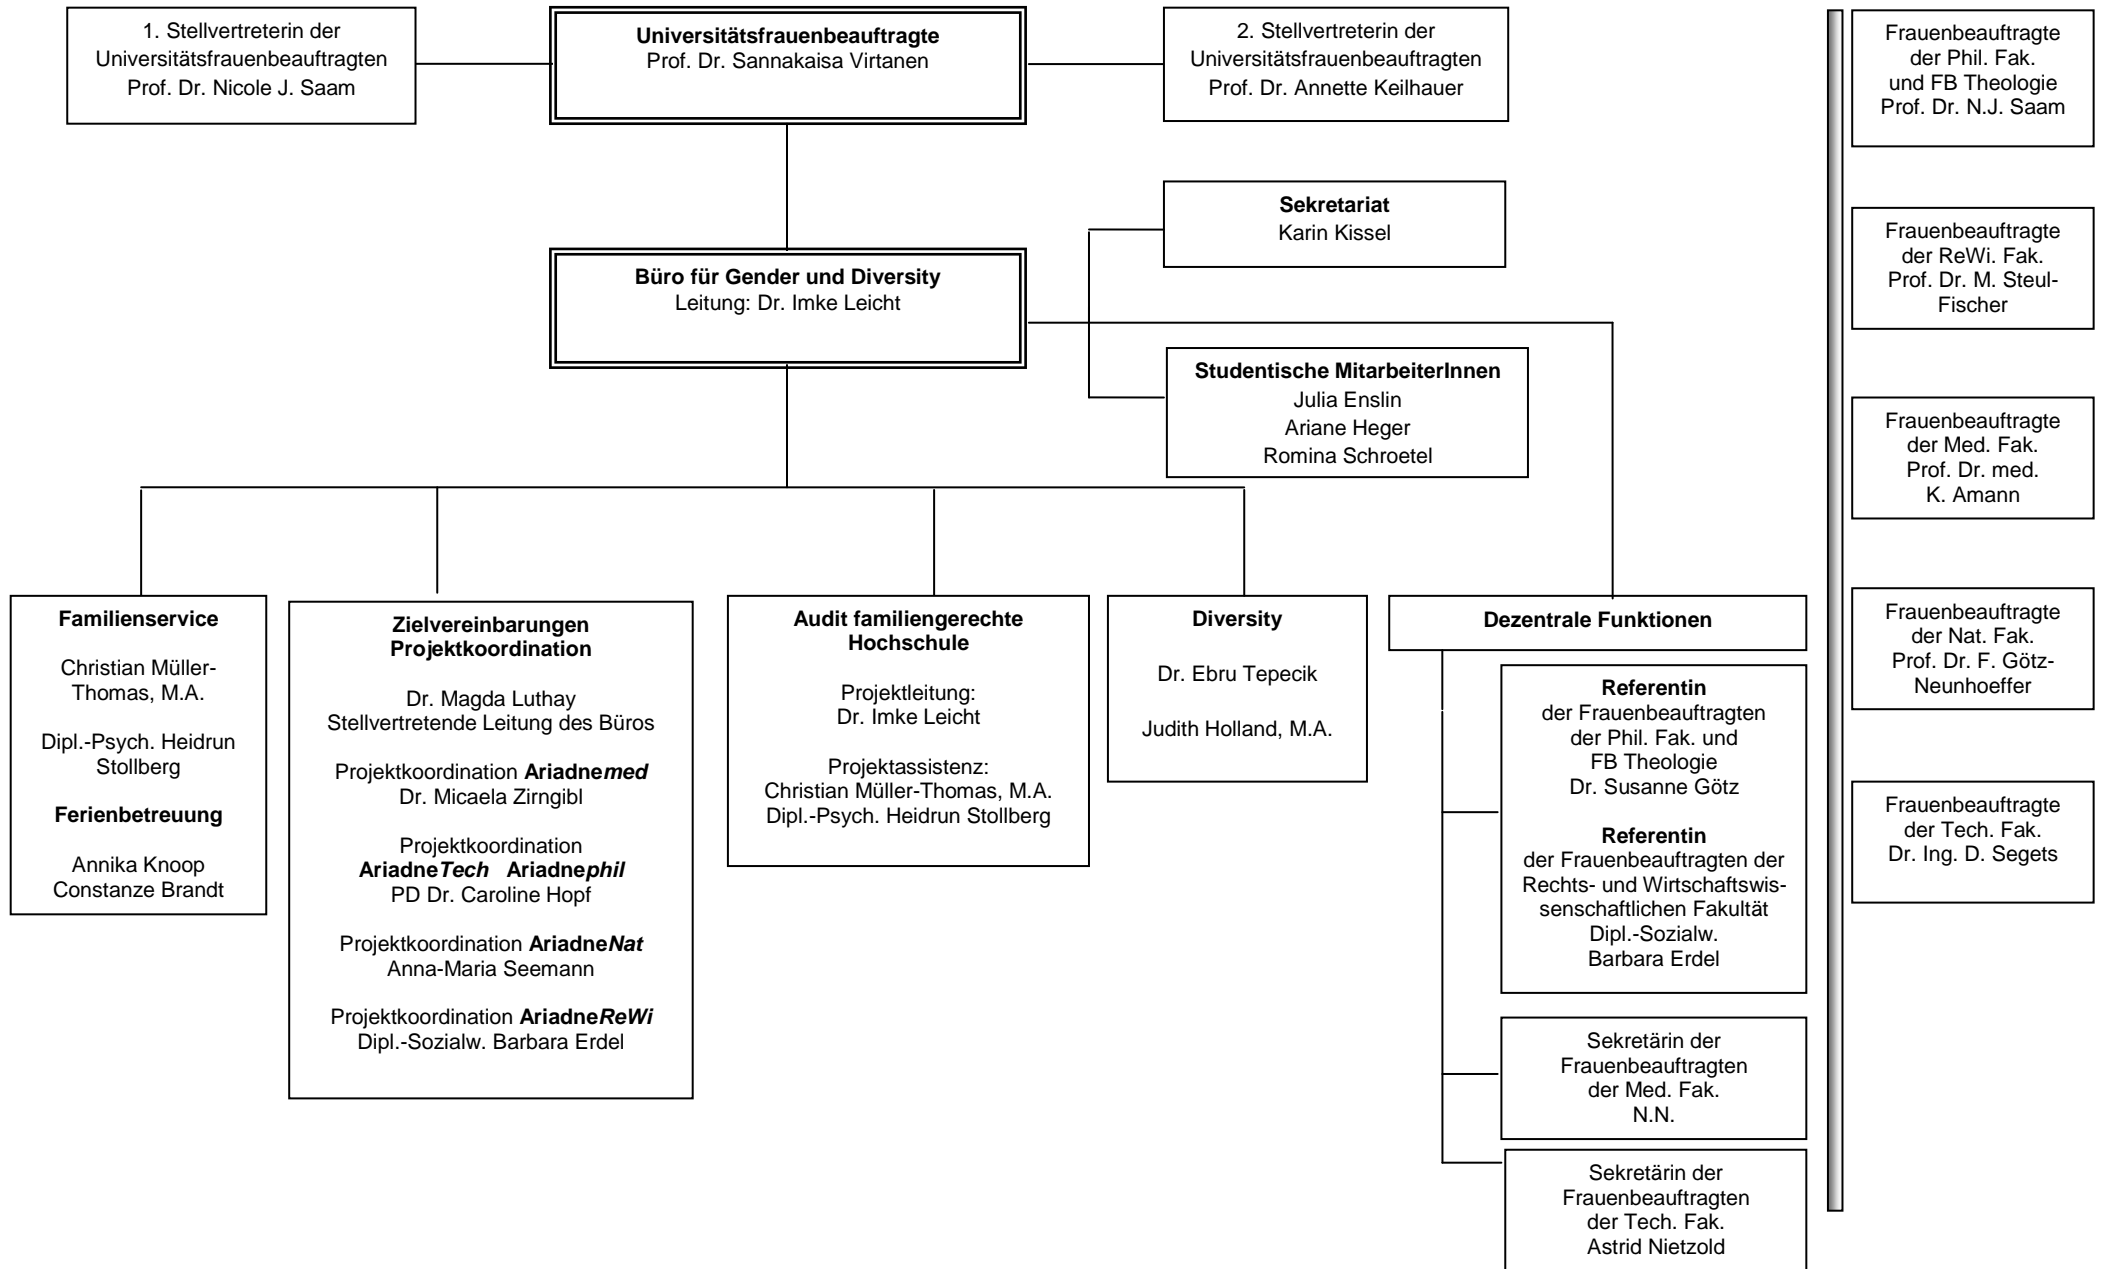 1. Stellvertreterin der
Universitätsfrauenbeauftragten
Prof. Dr. Nicole J. Saam
Universitätsfrauenbeauftragte
Prof. Dr. Sannakaisa Virtanen
2. Stellvertreterin der
Universitätsfrauenbeauftragten
Prof. Dr. Annette Keilhauer
Sekretariat
Karin Kissel
Büro für Gender und Diversity
Leitung: Dr. Imke Leicht
Studentische MitarbeiterInnen
Julia Enslin
Ariane Heger
Romina Schroetel
Familienservice
Christian Müller-
Thomas, M.A.
Dipl.-Psych. Heidrun
Stollberg
Ferienbetreuung
Annika Knoop
Constanze Brandt
Zielvereinbarungen
Projektkoordination
Dr. Magda Luthay
Stellvertretende Leitung des Büros
Projektkoordination Ariadnemed
Dr. Micaela Zirngibl
Projektkoordination
AriadneTech Ariadnephil
PD Dr. Caroline Hopf
Projektkoordination AriadneNat
Anna-Maria Seemann
Projektkoordination AriadneReWi
Dipl.-Sozialw. Barbara Erdel
Audit familiengerechte
Hochschule
Projektleitung:
Dr. Imke Leicht
Projektassistenz:
Christian Müller-Thomas, M.A.
Dipl.-Psych. Heidrun Stollberg
Diversity
Dr. Ebru Tepecik
Judith Holland, M.A.
Dezentrale Funktionen
Referentin
der Frauenbeauftragten
der Phil. Fak. und
FB Theologie
Dr. Susanne Götz
Referentin
der Frauenbeauftragten der
Rechts- und Wirtschaftswis-
senschaftlichen Fakultät
Dipl.-Sozialw.
Barbara Erdel
Sekretärin der
Frauenbeauftragten
der Med. Fak.
N.N.
Sekretärin der
Frauenbeauftragten
der Tech. Fak.
Astrid Nietzold
Frauenbeauftragte
der Phil. Fak.
und FB Theologie
Prof. Dr. N.J. Saam
Frauenbeauftragte
der ReWi. Fak.
Prof. Dr. M. Steul-
Fischer
Frauenbeauftragte
der Med. Fak.
Prof. Dr. med.
K. Amann
Frauenbeauftragte
der Nat. Fak.
Prof. Dr. F. Götz-
Neunhoeffer
Frauenbeauftragte
der Tech. Fak.
Dr. Ing. D. Segets